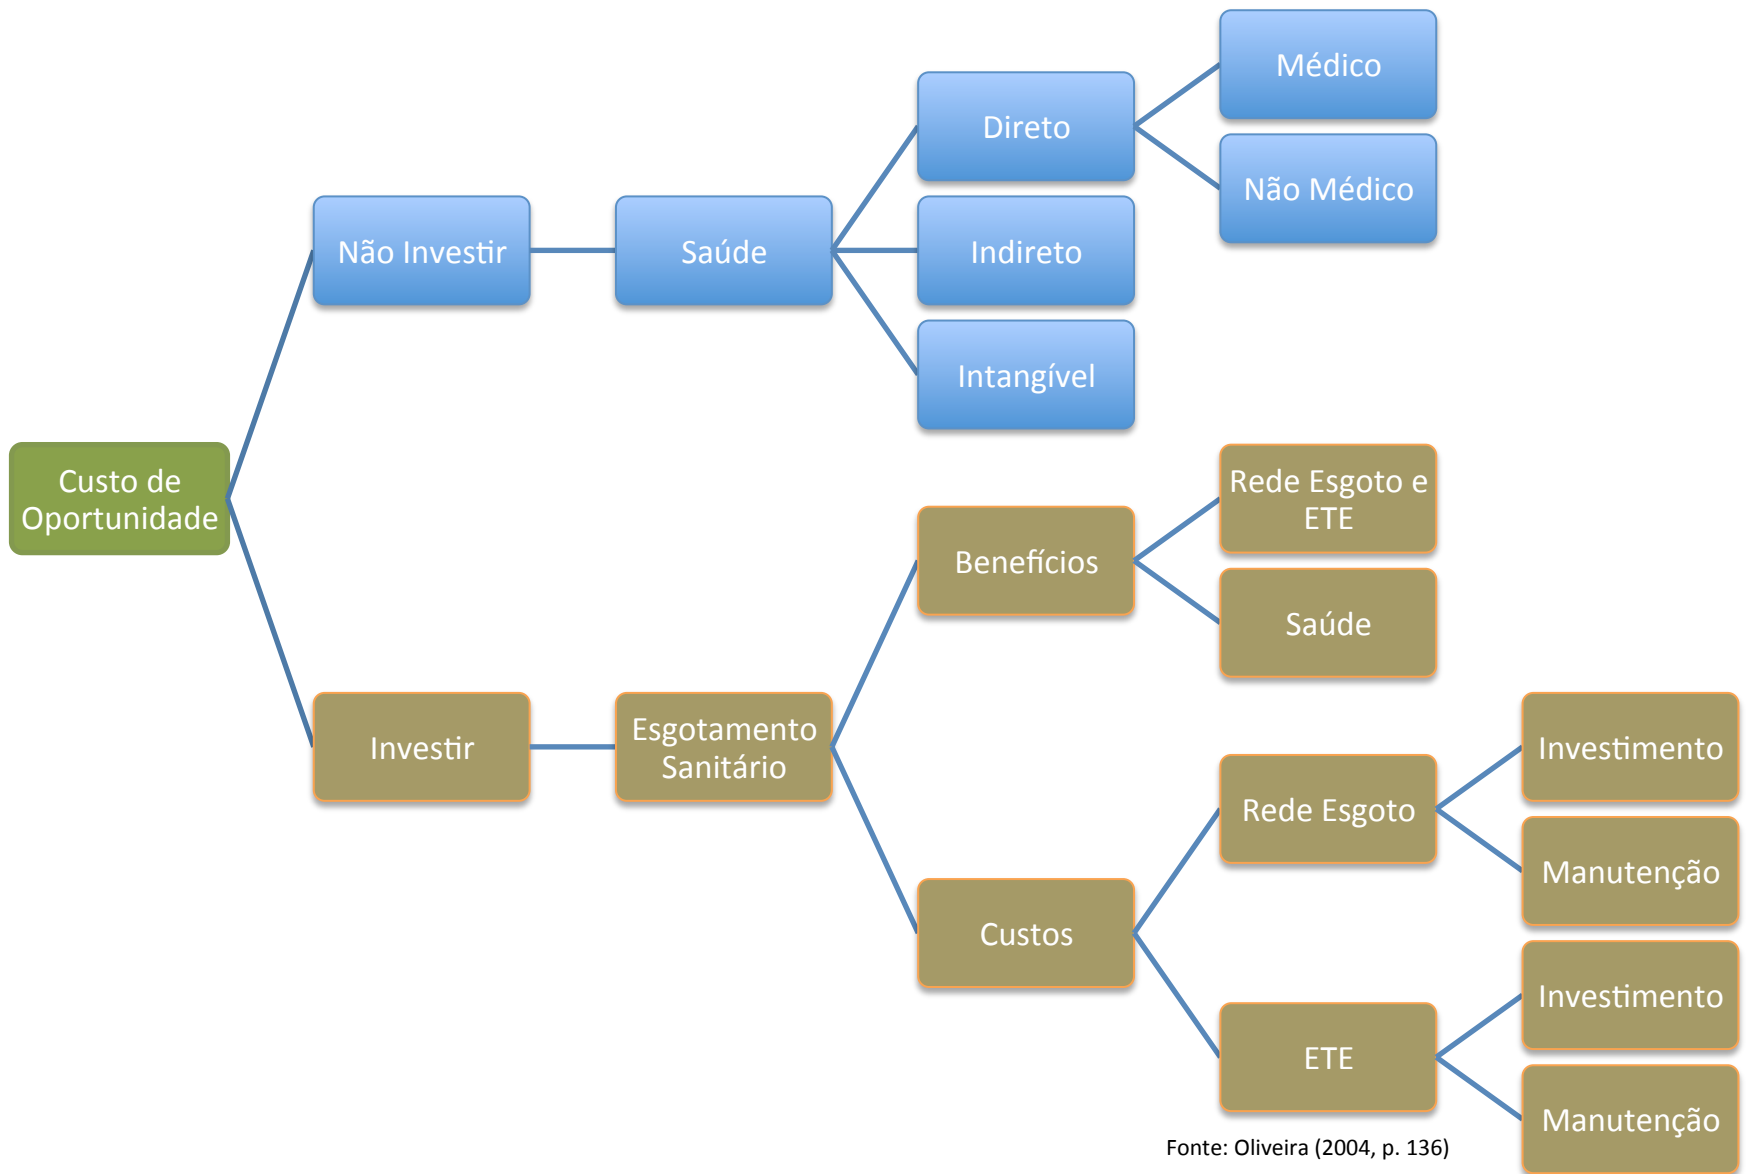 Médico
Direto
Não Médico
Não Investir
Saúde
Indireto
Intangível
Custo de
Oportunidade
Rede Esgoto e
ETE
Benefícios
Saúde
Investir
Esgotamento
Sanitário
Investimento
Rede Esgoto
Manutenção
Custos
Investimento
ETE
Manutenção
Fonte: Oliveira (2004, p. 136)